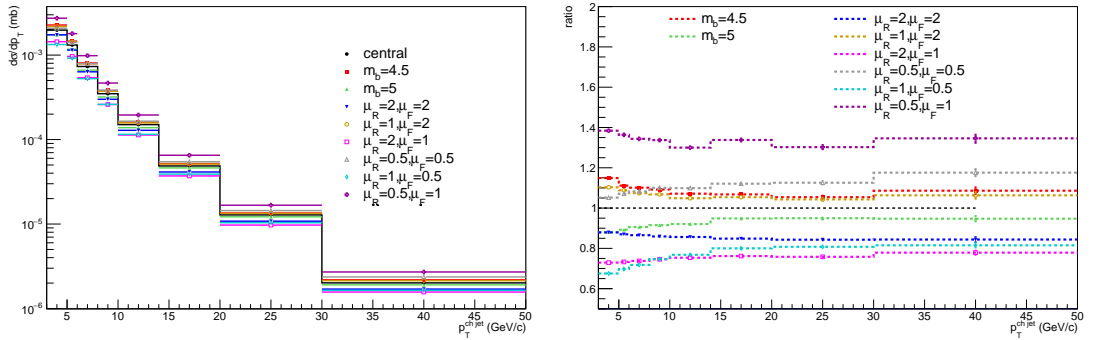 dσ/dp_T (mb)
10^−3
10^−4
10^−5
10^−6
central
m_b=4.5
m_b=5
μ_R=2,μ_F=2
μ_R=1,μ_F=2
μ_R=2,μ_F=1
μ_R=0.5,μ_F=0.5
μ_R=1,μ_F=0.5
μ_R=0.5,μ_F=1
5 10 15 20 25 30 35 40 45 50
p_T^ch jet (GeV/c)
ratio
2
1.8
1.6
1.4
1.2
1
0.8
0.6
m_b=4.5
m_b=5
μ_R=2,μ_F=2
μ_R=1,μ_F=2
μ_R=2,μ_F=1
μ_R=0.5,μ_F=0.5
μ_R=1,μ_F=0.5
μ_R=0.5,μ_F=1
5 10 15 20 25 30 35 40 45 50
p_T^ch jet (GeV/c)